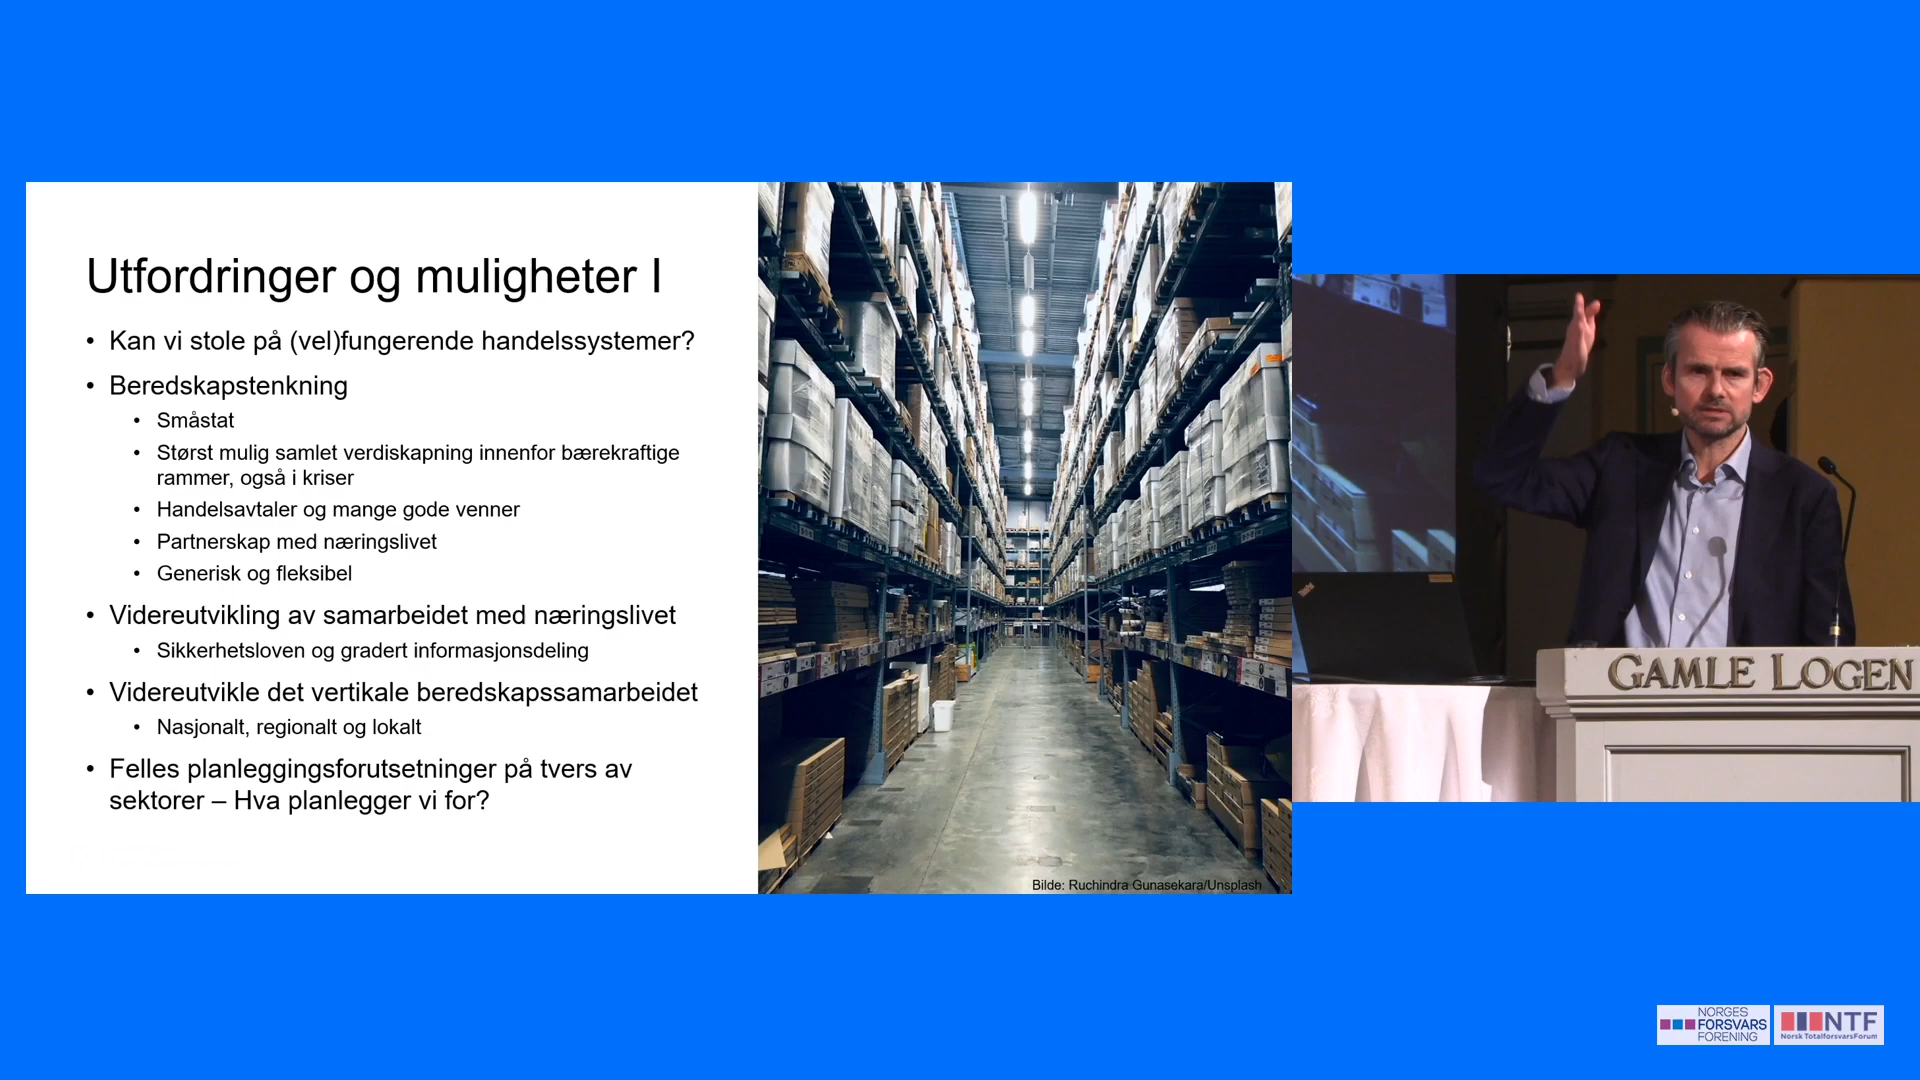 Utfordringer og muligheter I
• Kan vi stole på (vel)fungerende handelssystemer?
• Beredskapstenkning
• Småstat
• Størst mulig samlet verdiskapning innenfor bærekraftige
rammer, også i kriser
• Handelsavtaler og mange gode venner
• Partnerskap med næringslivet
• Generisk og fleksibel
• Videreutvikling av samarbeidet med næringslivet
• Sikkerhetsloven og gradert informasjonsdeling
• Videreutvikle det vertikale beredskapssamarbeidet
• Nasjonalt, regionalt og lokalt
• Felles planleggingsforutsetninger på tvers av
sektorer – Hva planlegger vi for?
Bilde: Ruchindra Gunasekara/Unsplash
GAMLE LOGEN
NORGES
FORSVARS
FORENING
NTF
Norsk TotalforsvarsForum